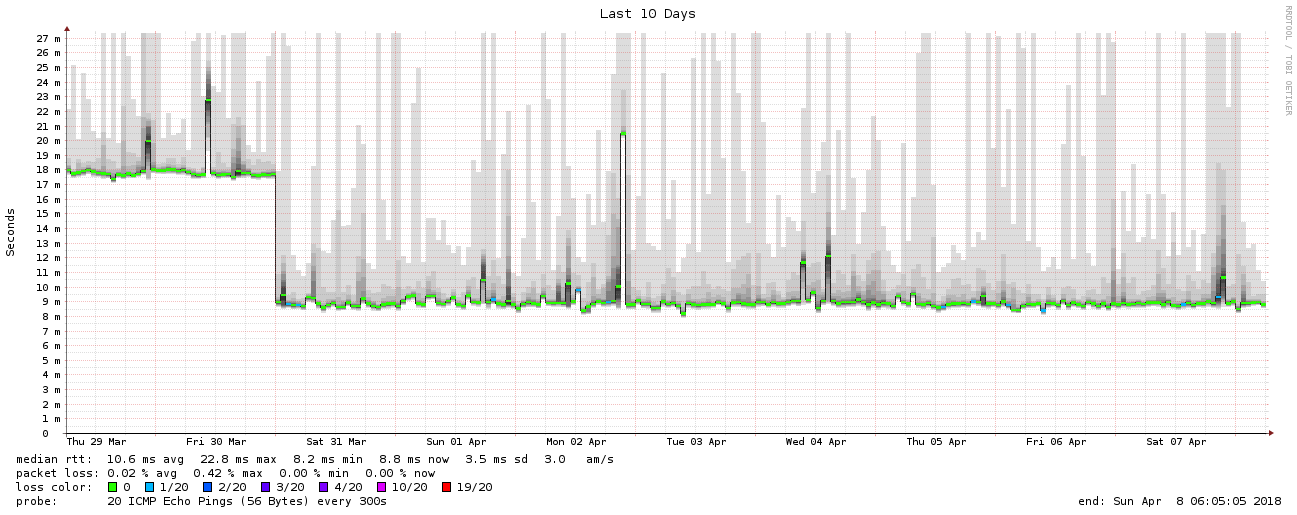 Last 10 Days
RRDTOOL / TOBI OETIKER
Seconds
27 m
26 m
25 m
24 m
23 m
22 m
21 m
20 m
19 m
18 m
17 m
16 m
15 m
14 m
13 m
12 m
11 m
10 m
9 m
8 m
7 m
6 m
5 m
4 m
3 m
2 m
1 m
0
Thu 29 Mar Fri 30 Mar Sat 31 Mar Sun 01 Apr Mon 02 Apr Tue 03 Apr Wed 04 Apr Thu 05 Apr Fri 06 Apr Sat 07 Apr
median rtt: 10.6 ms avg 22.8 ms max 8.2 ms min 8.8 ms now 3.5 ms sd 3.0 am/s
packet loss: 0.02 % avg 0.42 % max 0.00 % min 0.00 % now
loss color: 0 1/20 2/20 3/20 4/20 10/20 19/20
probe: 20 ICMP Echo Pings (56 Bytes) every 300s end: Sun Apr 8 06:05:05 2018